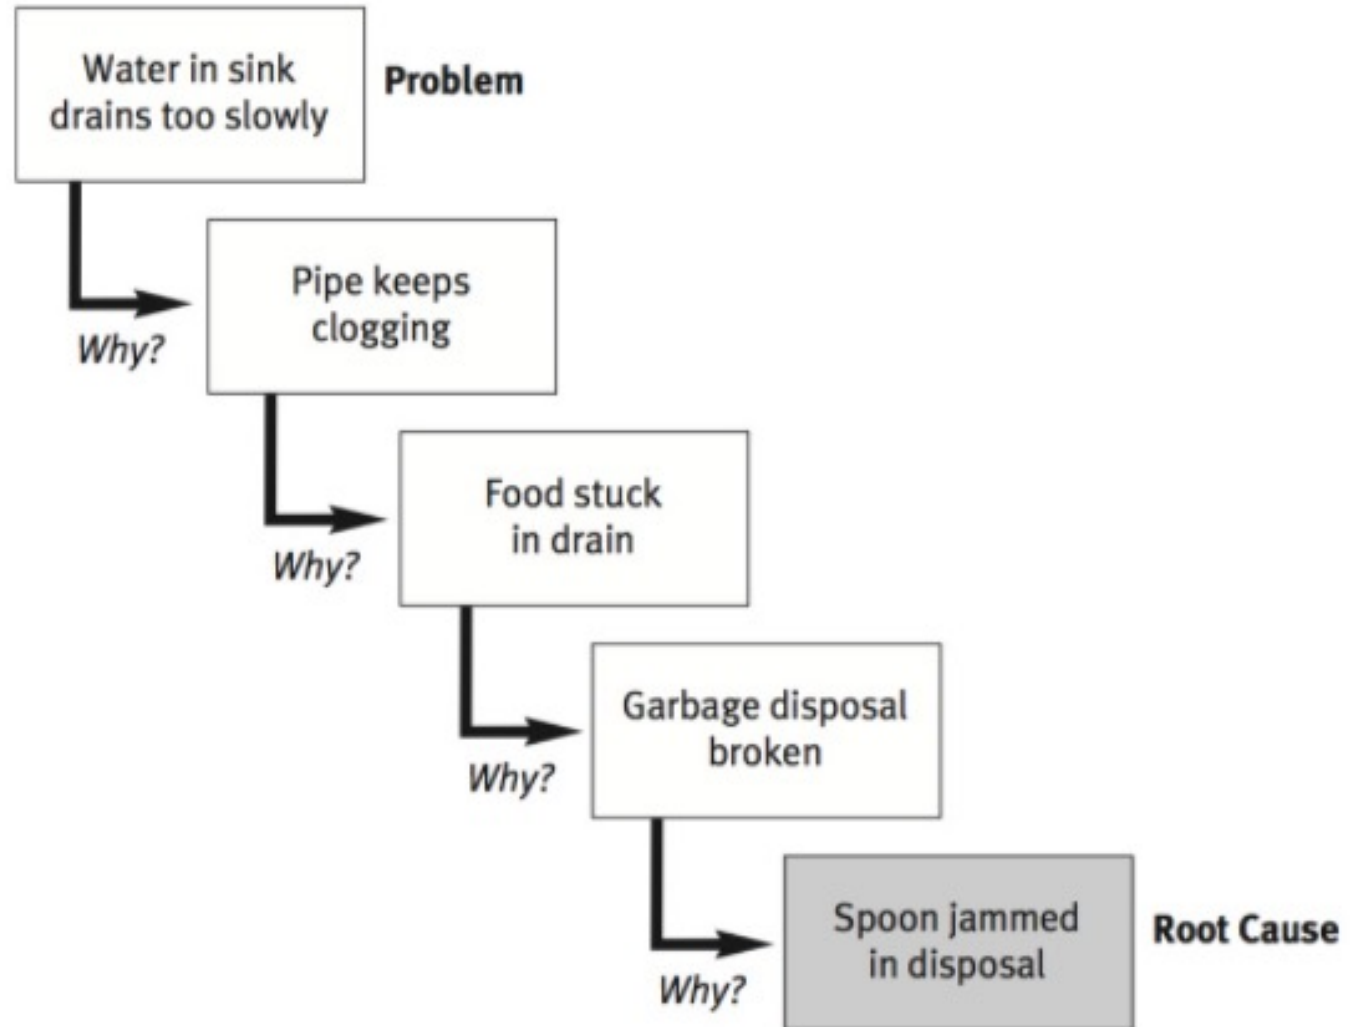 Water in sink
drains too slowly
Problem
Why?
Pipe keeps
clogging
Why?
Food stuck
in drain
Why?
Garbage disposal
broken
Why?
Spoon jammed
in disposal
Root Cause